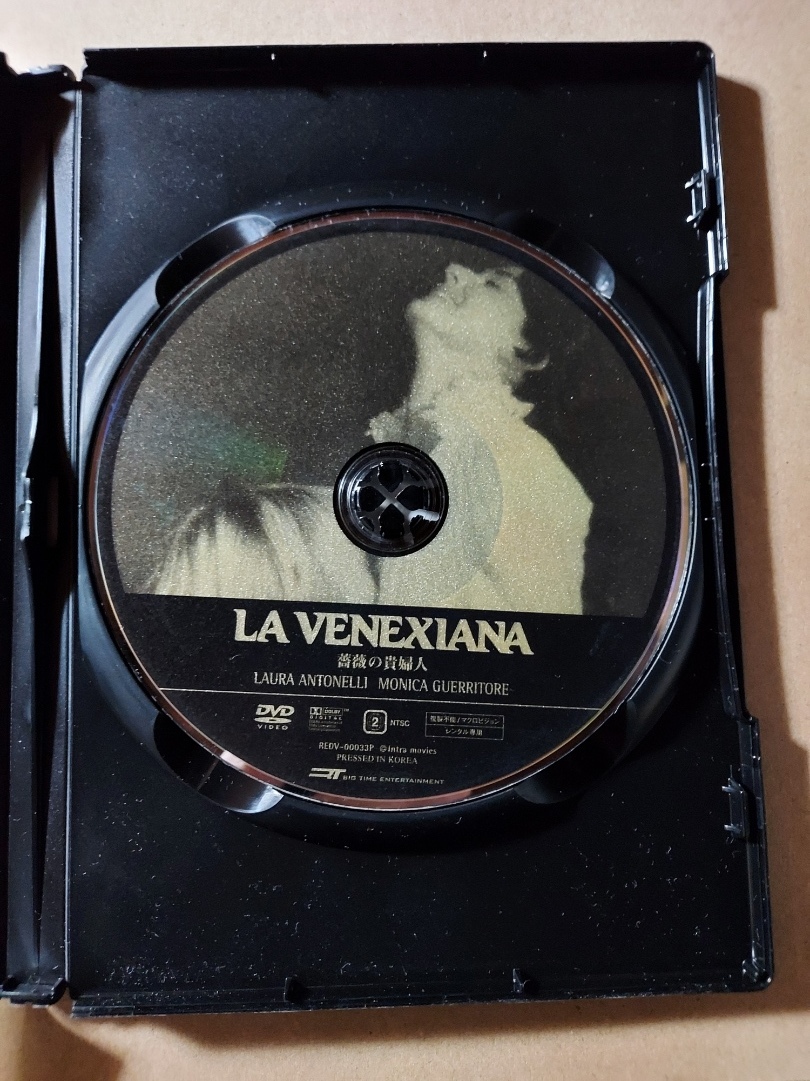 LA VENEXIANA
薔薇の貴婦人
LAURA ANTONELLI MONICA GUERRITORE
DVD VIDEO
DOLBY DIGITAL
2 NTSC
複製不能/マクロビジョン
レンタル専用
REDV-00033P ©intra movies
PRESSED IN KOREA
BIG TIME ENTERTAINMENT